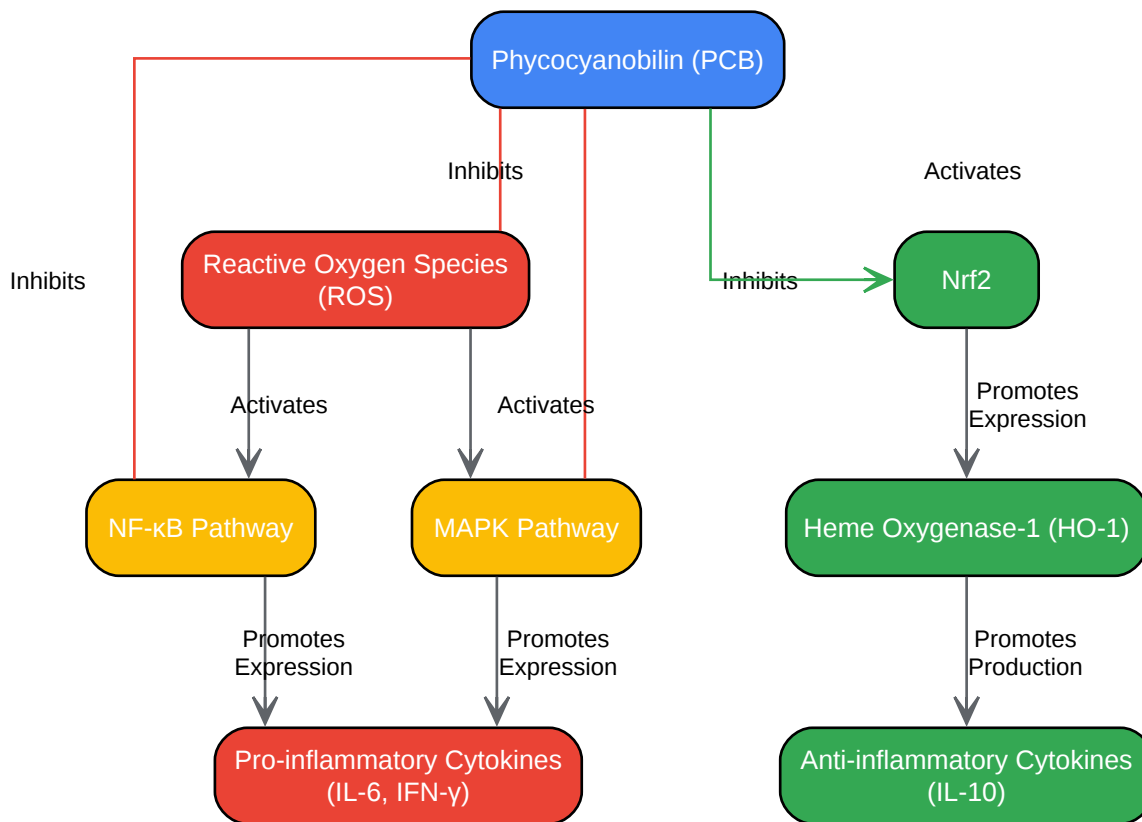 Phycocyanobilin (PCB)
Inhibits
Activates
Reactive Oxygen Species
(ROS)
Inhibits
Inhibits
Nrf2
Activates
Activates
Promotes
Expression
NF-κB Pathway
MAPK Pathway
Heme Oxygenase-1 (HO-1)
Promotes
Expression
Promotes
Expression
Promotes
Production
Pro-inflammatory Cytokines
(IL-6, IFN-γ)
Anti-inflammatory Cytokines
(IL-10)